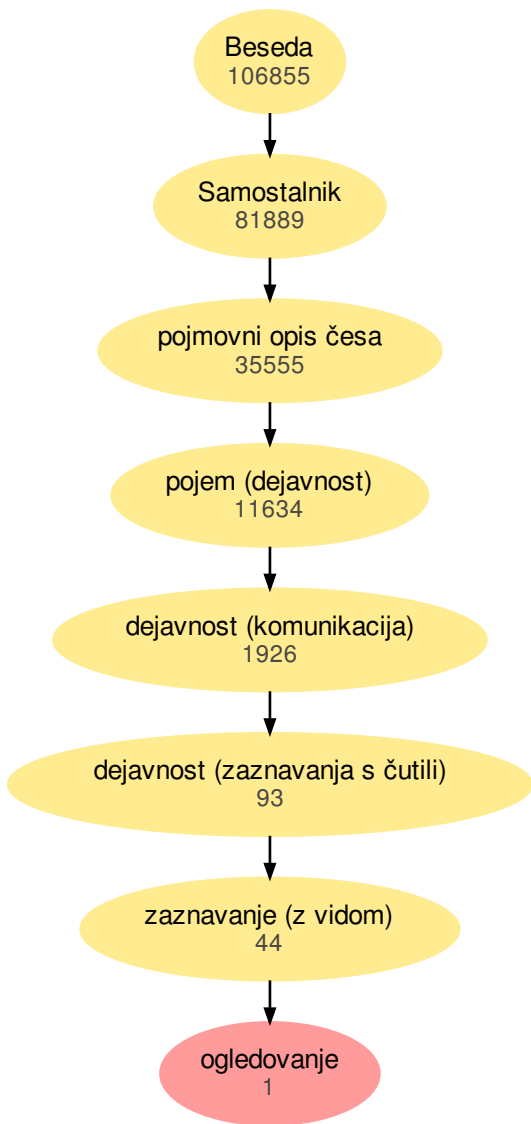 Beseda
106855
Samostalnik
81889
pojmovni opis česa
35555
pojem (dejavnost)
11634
dejavnost (komunikacija)
1926
dejavnost (zaznavanja s čutili)
93
zaznavanje (z vidom)
44
ogledovanje
1